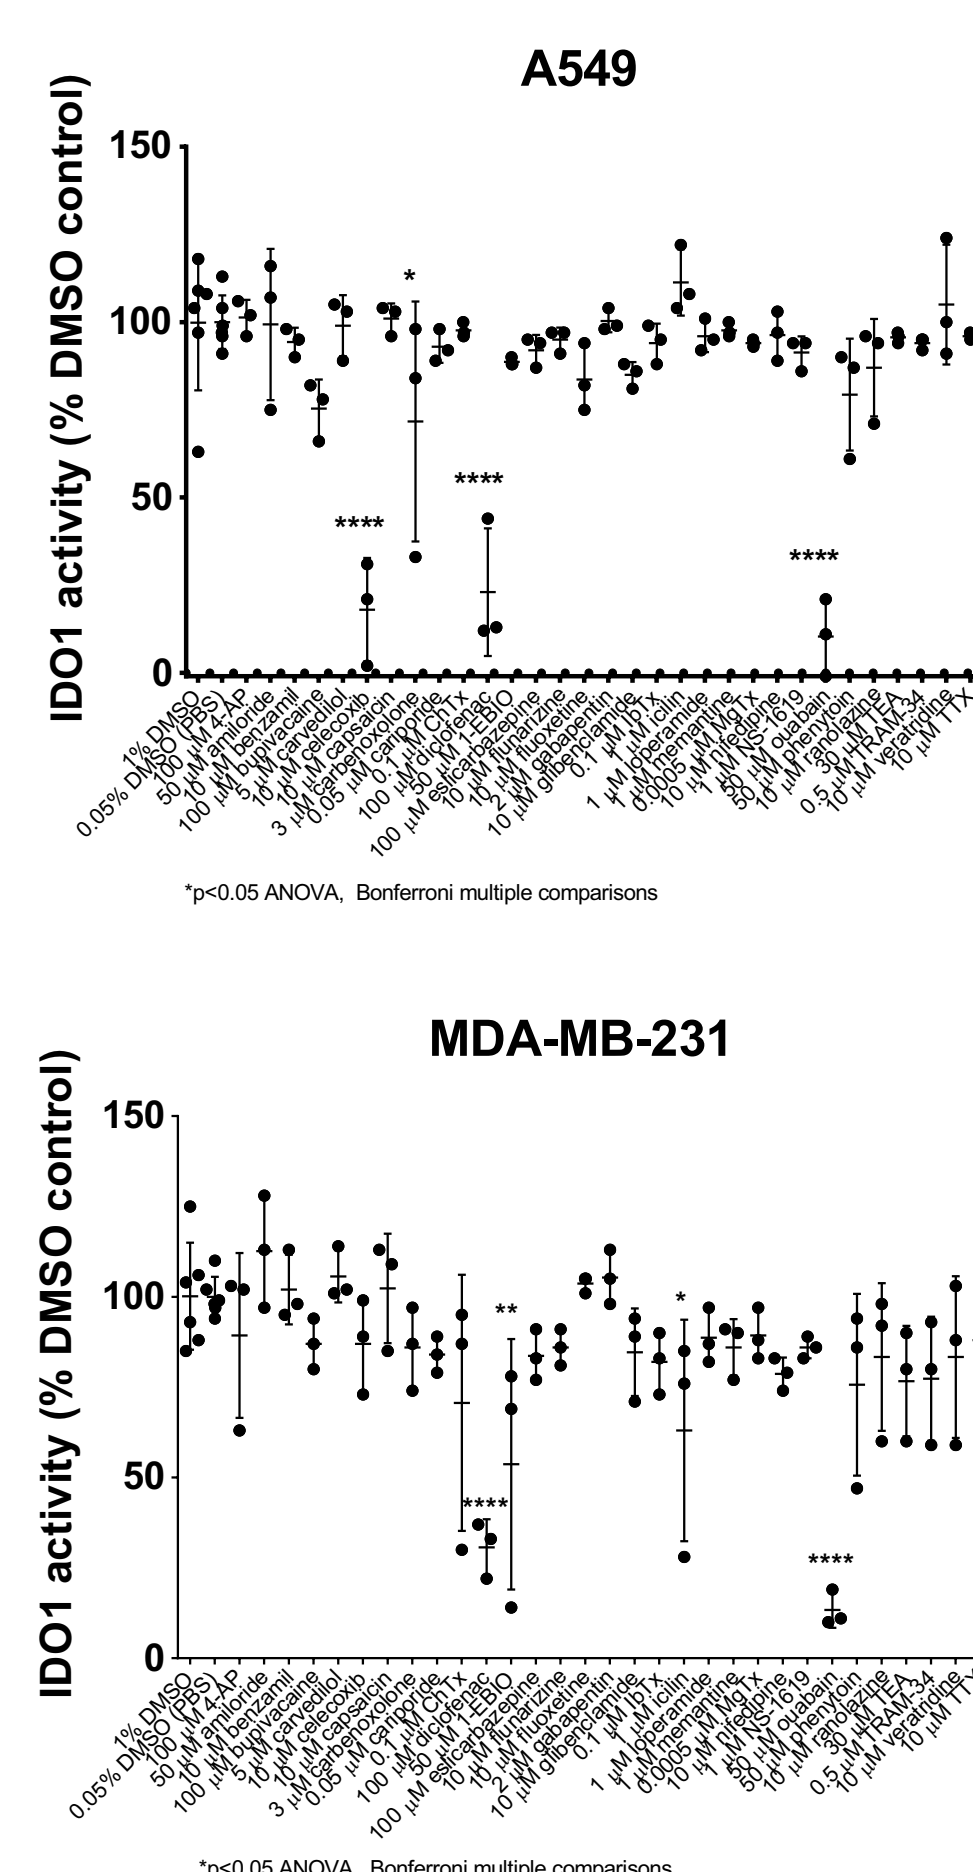 A549
IDO1 activity (% DMSO control)
150
100
50
0
*
****
****
****
1% DMSO
0.05% DMSO (PBS)
100 μM 4-AP
50 μM amiloride
10 μM benzamil
100 μM bupivacaine
5 μM carvedilol
10 μM celecoxib
10 μM capsaicin
3 μM carbenoxolone
0.05 μM cariporide
0.1 μM ChTx
100 μM diclofenac
50 μM 1-EBIO
100 μM eslicarbazepine
10 μM flunarizine
10 μM fluoxetine
2 μM gabapentin
10 μM glibenclamide
0.1 μM IbTx
1 μM icilin
1 μM loperamide
1 μM memantine
0.0005 μM MgTx
10 μM nifedipine
1 μM NS-1619
50 μM ouabain
50 μM phenytoin
10 μM ranolazine
30 μM TEA
0.5 μM TRAM-34
10 μM veratridine
10 μM TTX
*p<0.05 ANOVA, Bonferroni multiple comparisons
MDA-MB-231
IDO1 activity (% DMSO control)
150
100
50
0
****
**
*
****
1% DMSO
0.05% DMSO (PBS)
100 μM 4-AP
50 μM amiloride
10 μM benzamil
100 μM bupivacaine
5 μM carvedilol
10 μM celecoxib
10 μM capsaicin
3 μM carbenoxolone
0.05 μM cariporide
0.1 μM ChTx
100 μM diclofenac
50 μM 1-EBIO
100 μM eslicarbazepine
10 μM flunarizine
10 μM fluoxetine
2 μM gabapentin
10 μM glibenclamide
0.1 μM IbTx
1 μM icilin
1 μM loperamide
1 μM memantine
0.0005 μM MgTx
10 μM nifedipine
1 μM NS-1619
50 μM ouabain
50 μM phenytoin
10 μM ranolazine
30 μM TEA
0.5 μM TRAM-34
10 μM veratridine
10 μM TTX
*p<0.05 ANOVA, Bonferroni multiple comparisons